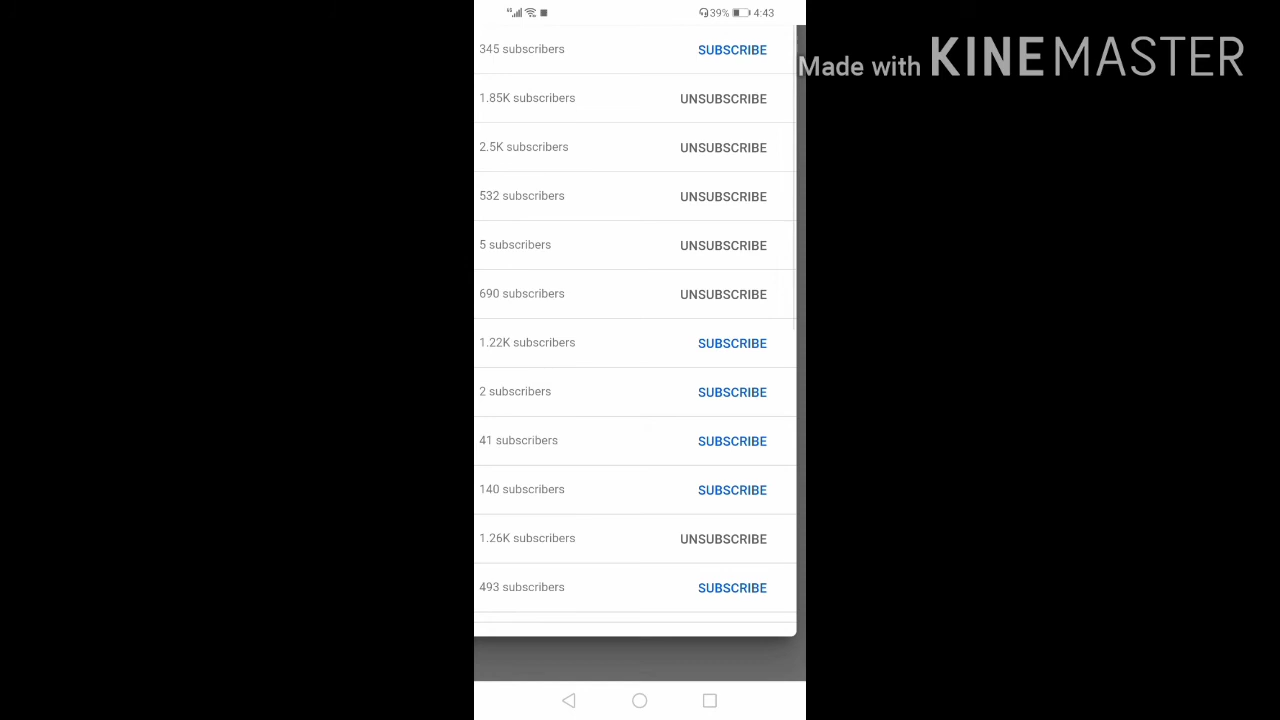 39% 4:43
Made with KINEMASTER
345 subscribers SUBSCRIBE
1.85K subscribers UNSUBSCRIBE
2.5K subscribers UNSUBSCRIBE
532 subscribers UNSUBSCRIBE
5 subscribers UNSUBSCRIBE
690 subscribers UNSUBSCRIBE
1.22K subscribers SUBSCRIBE
2 subscribers SUBSCRIBE
41 subscribers SUBSCRIBE
140 subscribers SUBSCRIBE
1.26K subscribers UNSUBSCRIBE
493 subscribers SUBSCRIBE